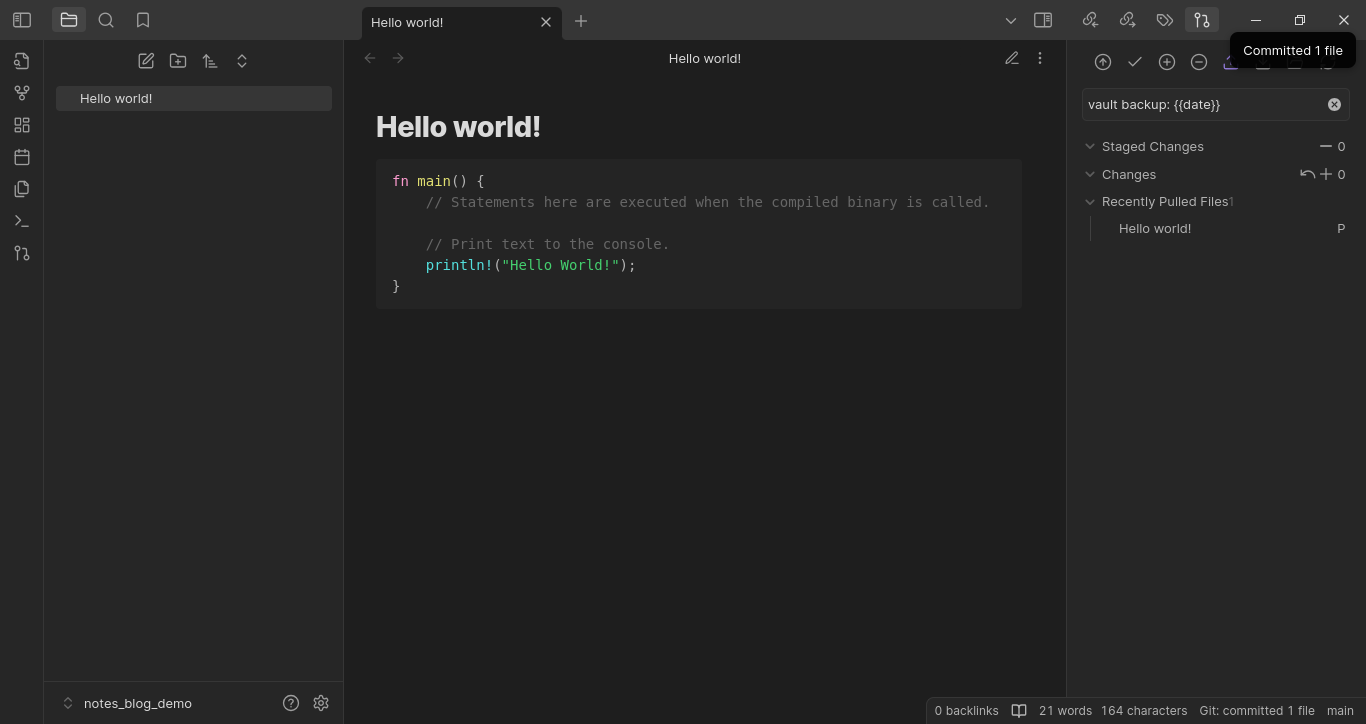 Hello world!
Committed 1 file
Hello world!
Hello world!
vault backup: {{date}}
Hello world!
fn main() {
    // Statements here are executed when the compiled binary is called.
    // Print text to the console.
    println!("Hello World!");
}
Staged Changes 0
Changes 0
Recently Pulled Files 1
Hello world! P
notes_blog_demo
0 backlinks 21 words 164 characters Git: committed 1 file main